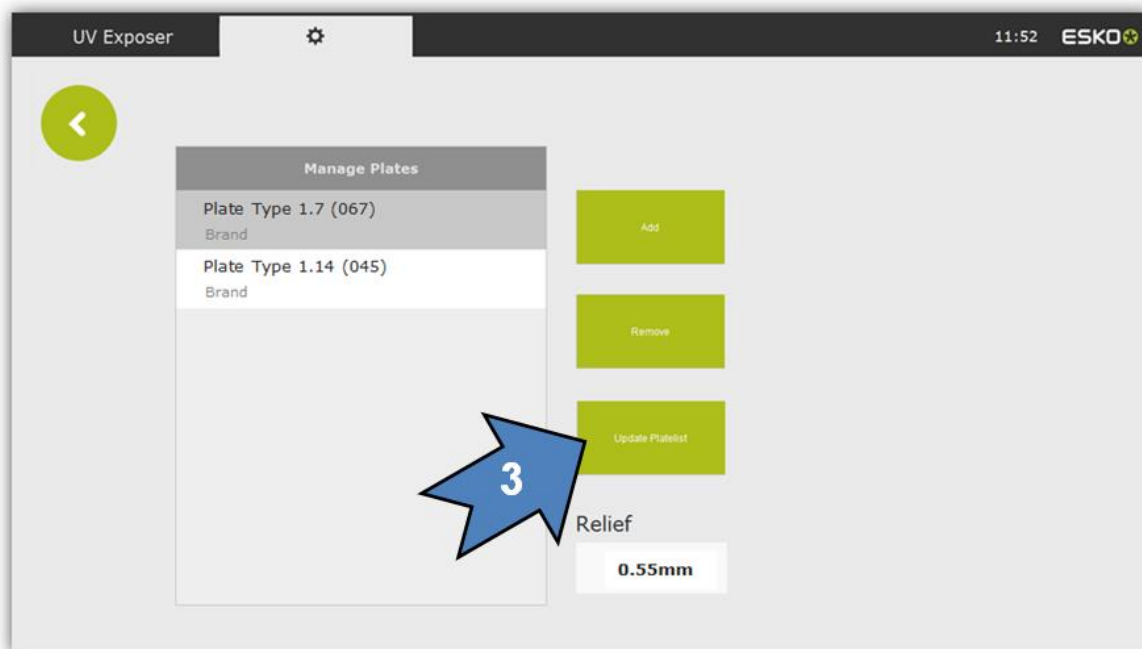 UV Exposer
11:52 ESKO
Manage Plates
Plate Type 1.7 (067)
Brand
Plate Type 1.14 (045)
Brand
Add
Remove
Update Platelist
3
Relief
0.55mm